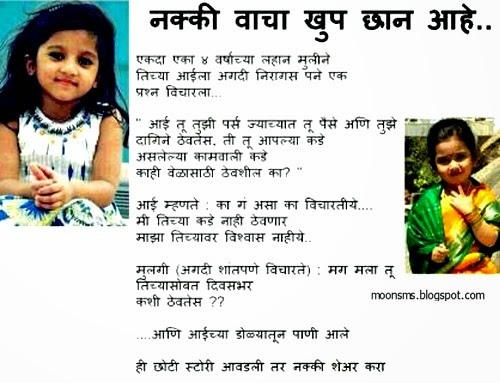 नक्की वाचा खुप छान आहे..
एकदा एका ४ वर्षाच्या लहान मुलीने
तिच्या आईला अगदी निरागस पने एक
प्रश्न विचारला...
" आई तू तुझी पर्स ज्याच्यात तू पैसे अणि तुझे
दागिने ठेवतेस, ती तू आपल्या कडे
असलेल्या कामवाली कडे
काही वेळासाठी ठेवशील का? "
आई म्हणते : का गं असा का विचारतीये....
मी तिच्या कडे नाही ठेवणार
माझा तिच्यावर विश्वास नाहीये..
मुलगी (अगदी शांतपणे विचारते) : मग मला तू
तिच्यासोबत दिवसभर
कशी ठेवतेस ??
moonsms.blogspot.com
....आणि आईच्या डोळ्यातून पाणी आले
ही छोटी स्टोरी आवडली तर नक्की शेअर करा